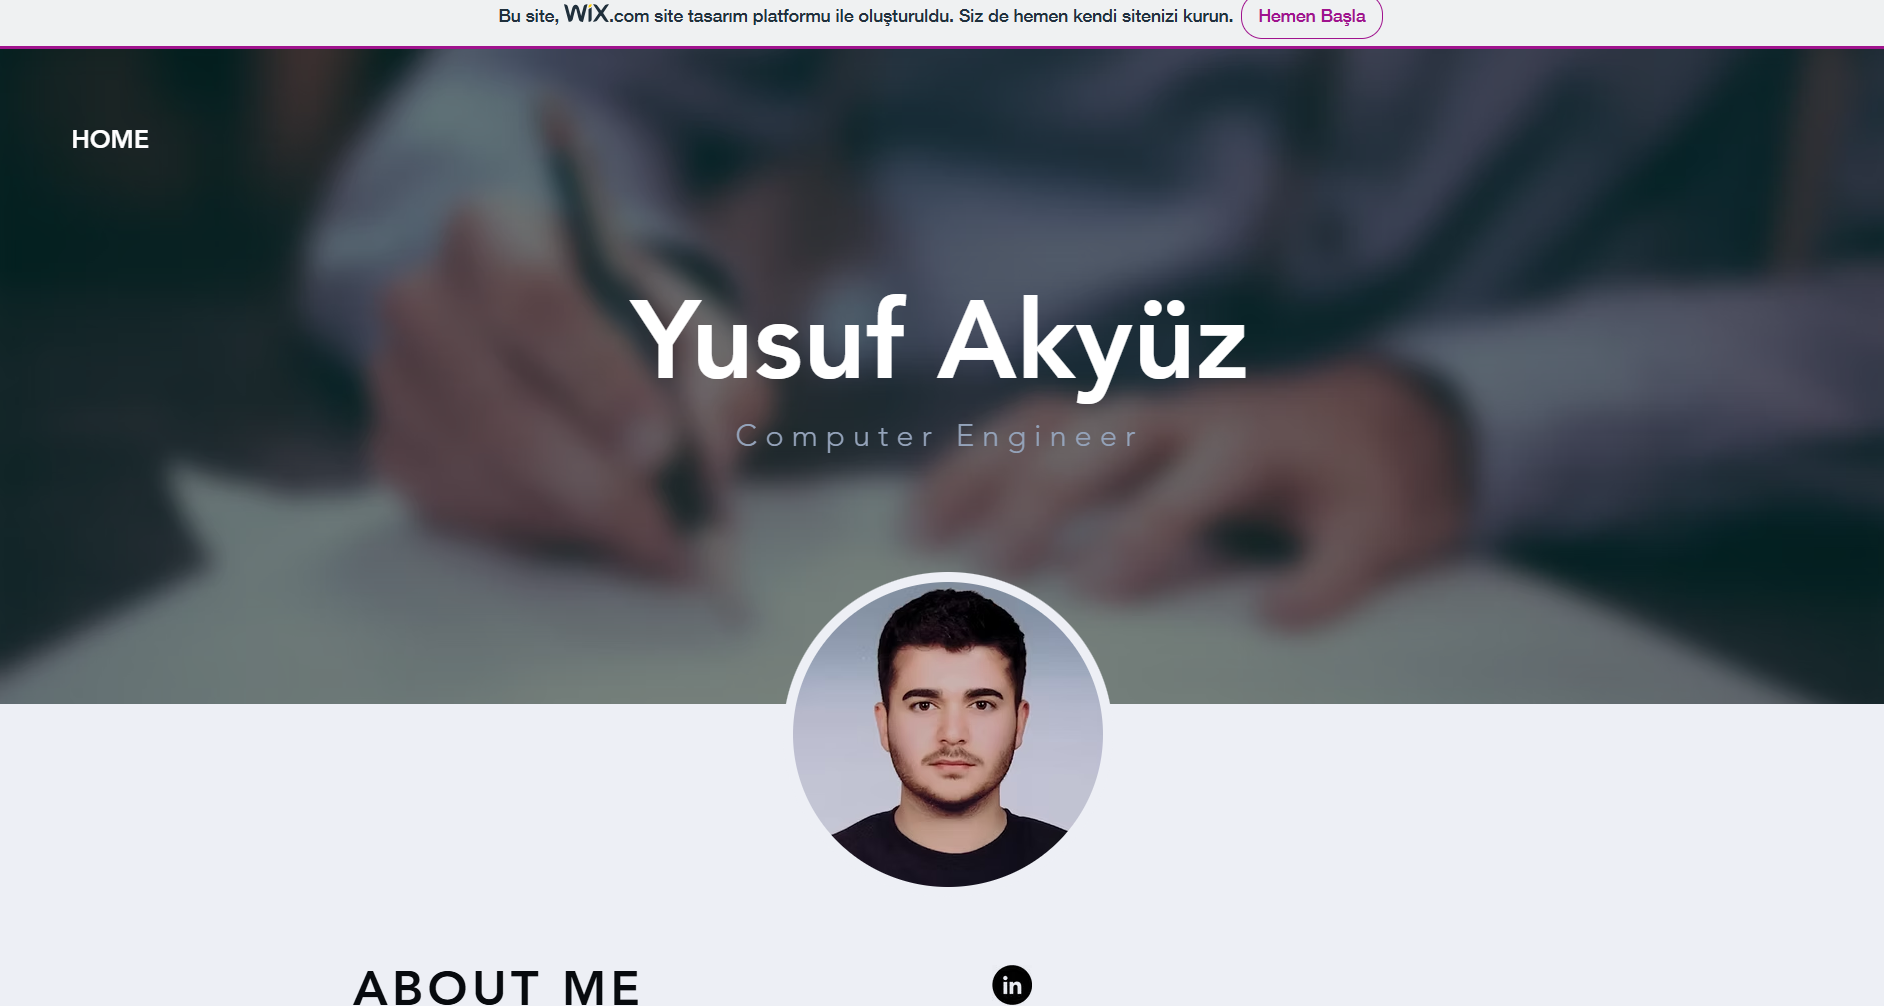 Bu site, WiX.com site tasarım platformu ile oluşturuldu. Siz de hemen kendi sitenizi kurun. Hemen Başla
HOME
Yusuf Akyüz
Computer Engineer
ABOUT ME
in